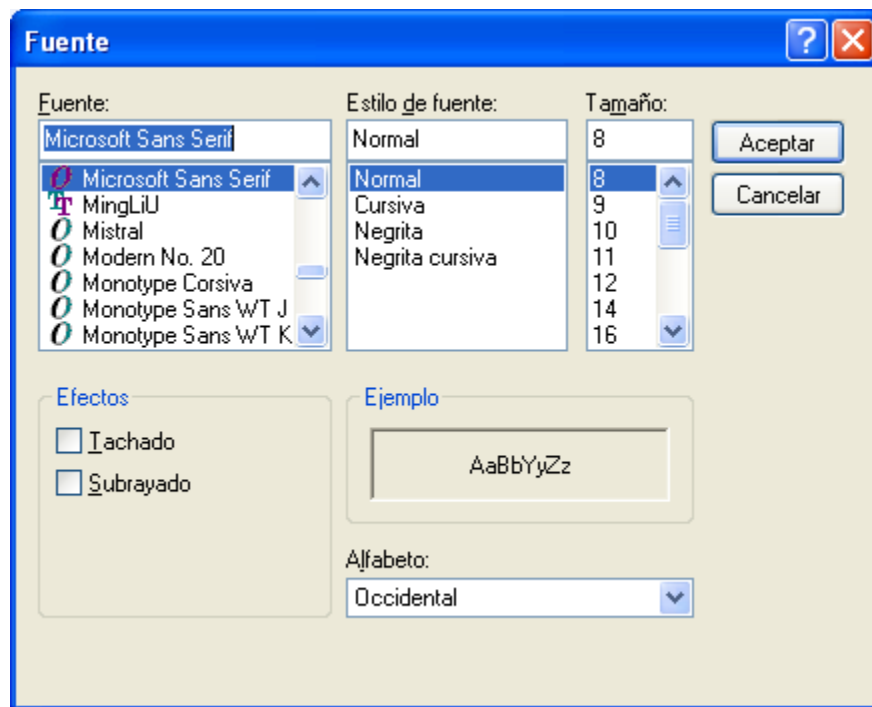 Fuente
Fuente:
Microsoft Sans Serif
Microsoft Sans Serif
MingLiU
Mistral
Modern No. 20
Monotype Corsiva
Monotype Sans WT J
Monotype Sans WT K
Estilo de fuente:
Normal
Normal
Cursiva
Negrita
Negrita cursiva
Tamaño:
8
8
9
10
11
12
14
16
Aceptar
Cancelar
Efectos
Tachado
Subrayado
Ejemplo
AaBbYyZz
Alfabeto:
Occidental